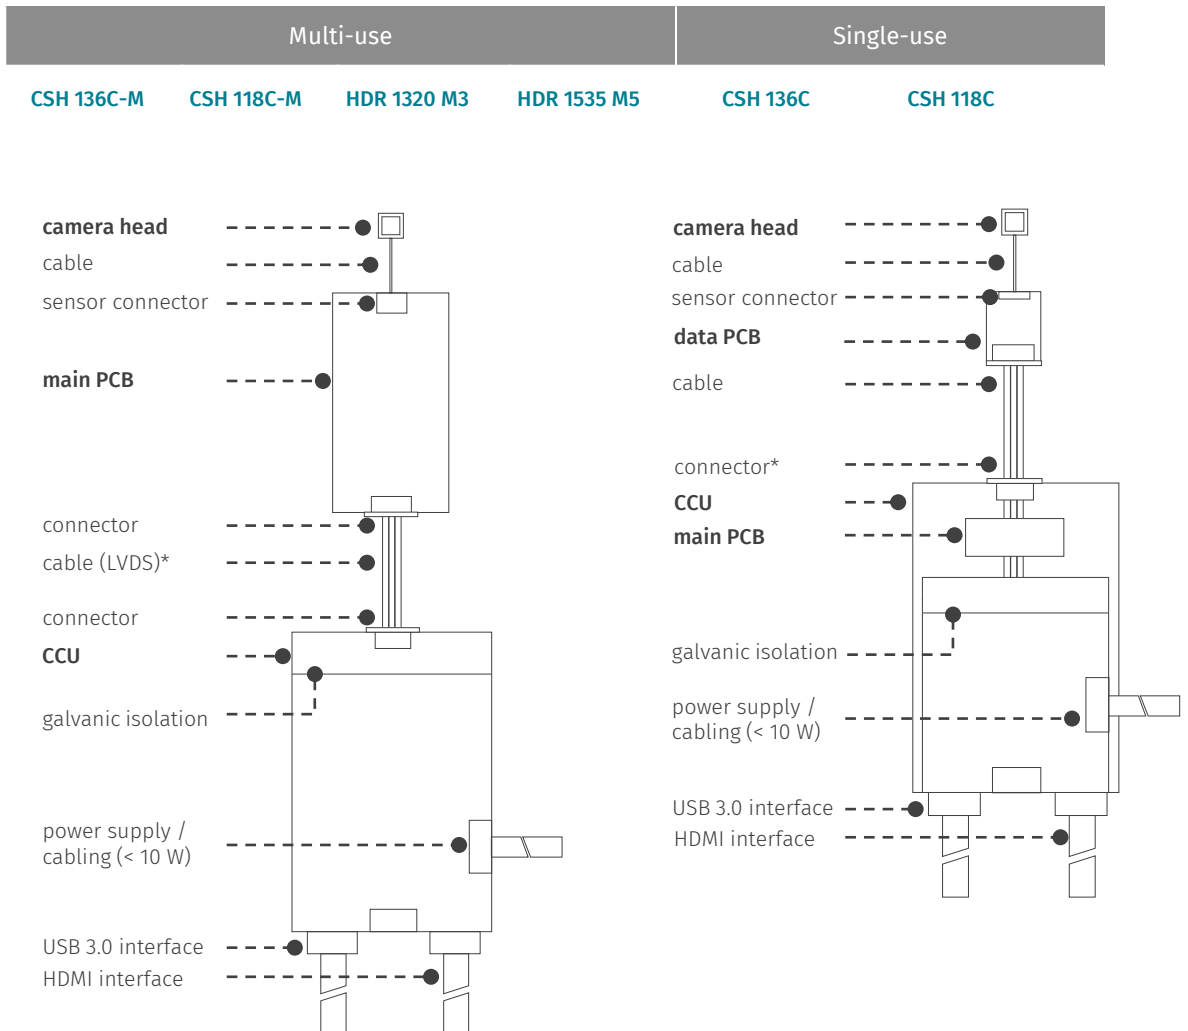 Multi-use
Single-use
CSH 136C-M
CSH 118C-M
HDR 1320 M3
HDR 1535 M5
CSH 136C
CSH 118C
camera head
cable
sensor connector
main PCB
connector
cable (LVDS)*
connector
CCU
galvanic isolation
power supply /
cabling (< 10 W)
USB 3.0 interface
HDMI interface
camera head
cable
sensor connector
data PCB
cable
connector*
CCU
main PCB
galvanic isolation
power supply /
cabling (< 10 W)
USB 3.0 interface
HDMI interface